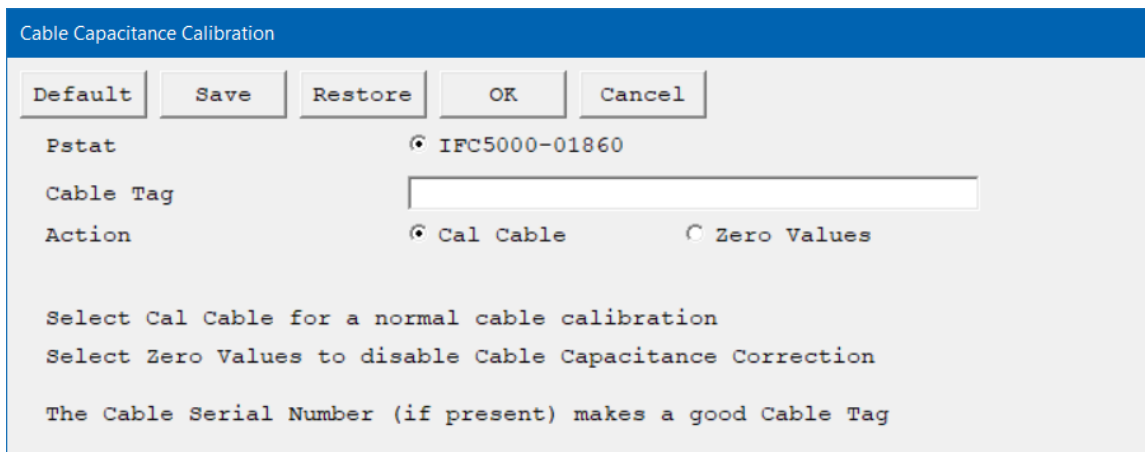 Cable Capacitance Calibration
Default Save Restore OK Cancel
Pstat IFC5000-01860
Cable Tag
Action Cal Cable Zero Values
Select Cal Cable for a normal cable calibration
Select Zero Values to disable Cable Capacitance Correction
The Cable Serial Number (if present) makes a good Cable Tag